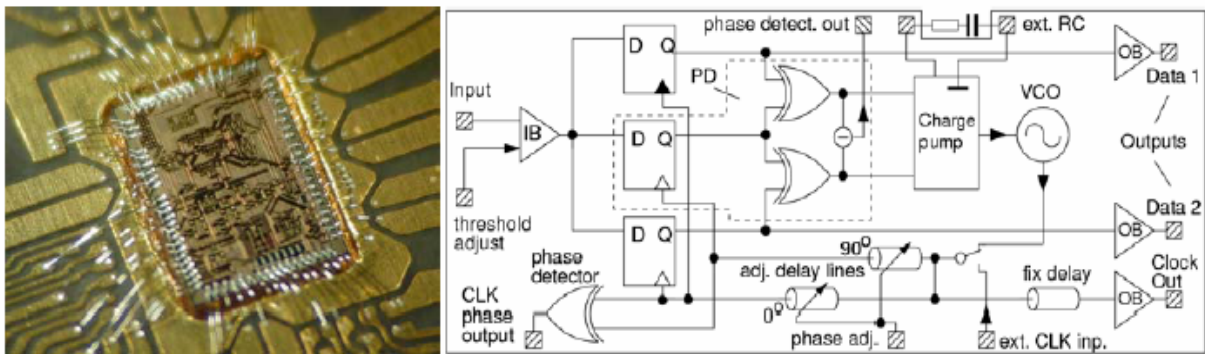 phase detect. out
ext. RC
D Q
OB
Data 1
PD
VCO
Input
IB
D Q
Charge
pump
Outputs
threshold
adjust
D Q
Data 2
OB
90º
phase
detector
adj. delay lines
fix delay
Clock
Out
CLK
phase
output
0º
OB
phase adj.
ext. CLK inp.